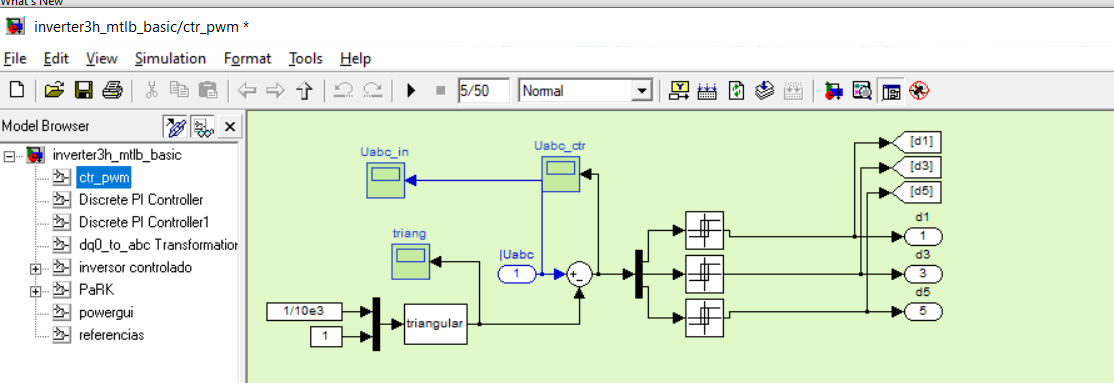 What's New
inverter3h_mtlb_basic/ctr_pwm *
File Edit View Simulation Format Tools Help
5/50 Normal
Model Browser
inverter3h_mtlb_basic
ctr_pwm
Discrete PI Controller
Discrete PI Controller1
dq0_to_abc Transformation
inversor controlado
PaRK
powergui
referencias
Uabc_in
Uabc_ctr
triang
|Uabc
1
+
-
1/10e3
1
triangular
[d1]
[d3]
[d5]
d1
1
d3
3
d5
5